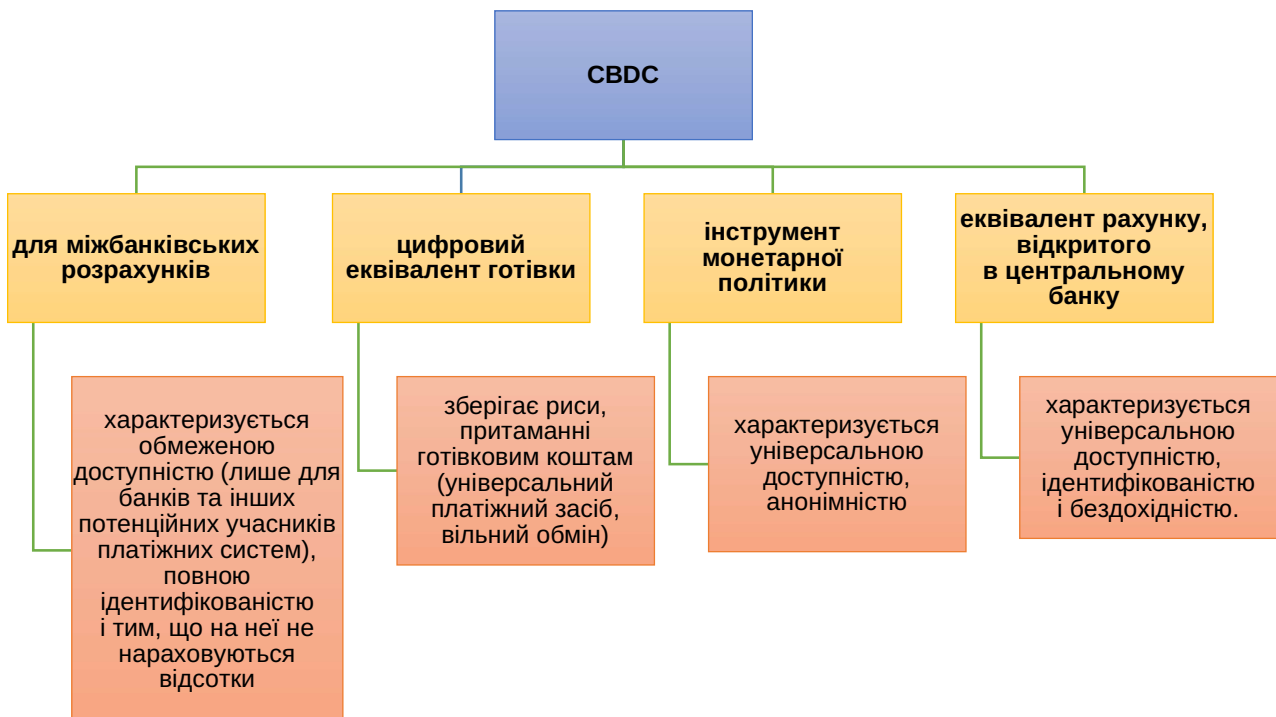 CBDC
для міжбанківських
розрахунків
цифровий
еквівалент готівки
інструмент
монетарної
політики
еквівалент рахунку,
відкритого
в центральному
банку
характеризується
обмеженою
доступністю (лише для
банків та інших
потенційних учасників
платіжних систем),
повною
ідентифікованістю
і тим, що на неї не
нараховуються
відсотки
зберігає риси,
притаманні
готівковим коштам
(універсальний
платіжний засіб,
вільний обмін)
характеризується
універсальною
доступністю,
анонімністю
характеризується
універсальною
доступністю,
ідентифікованістю
і бездохідністю.